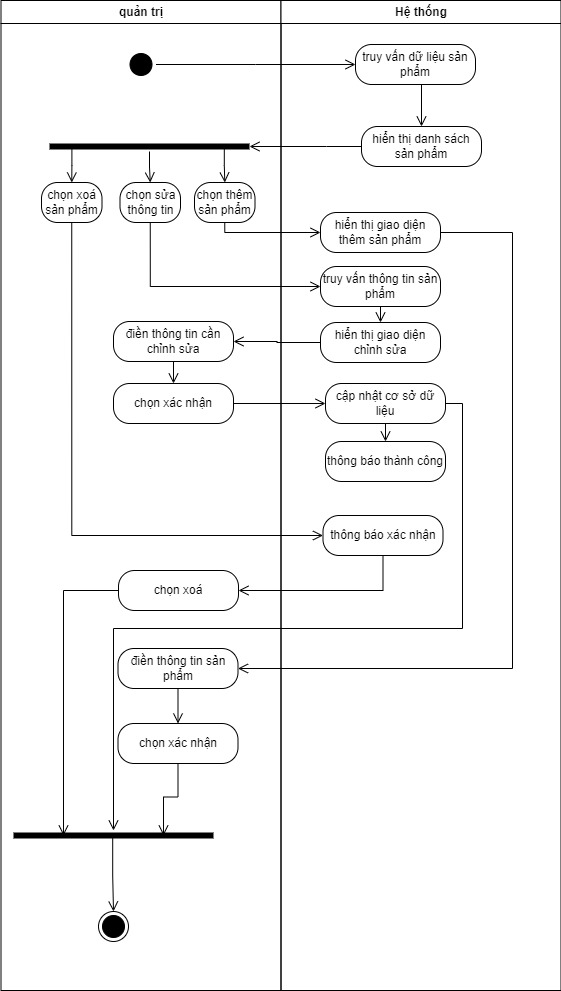 quản trị
Hệ thống
truy vấn dữ liệu sản
phẩm
hiển thị danh sách
sản phẩm
chọn xoá
sản phẩm
chọn sửa
thông tin
chọn thêm
sản phẩm
hiển thị giao diện
thêm sản phẩm
truy vấn thông tin sản
phẩm
điền thông tin cần
chỉnh sửa
hiển thị giao diện
chỉnh sửa
chọn xác nhận
cập nhật cơ sở dữ
liệu
thông báo thành công
thông báo xác nhận
chọn xoá
điền thông tin sản
phẩm
chọn xác nhận